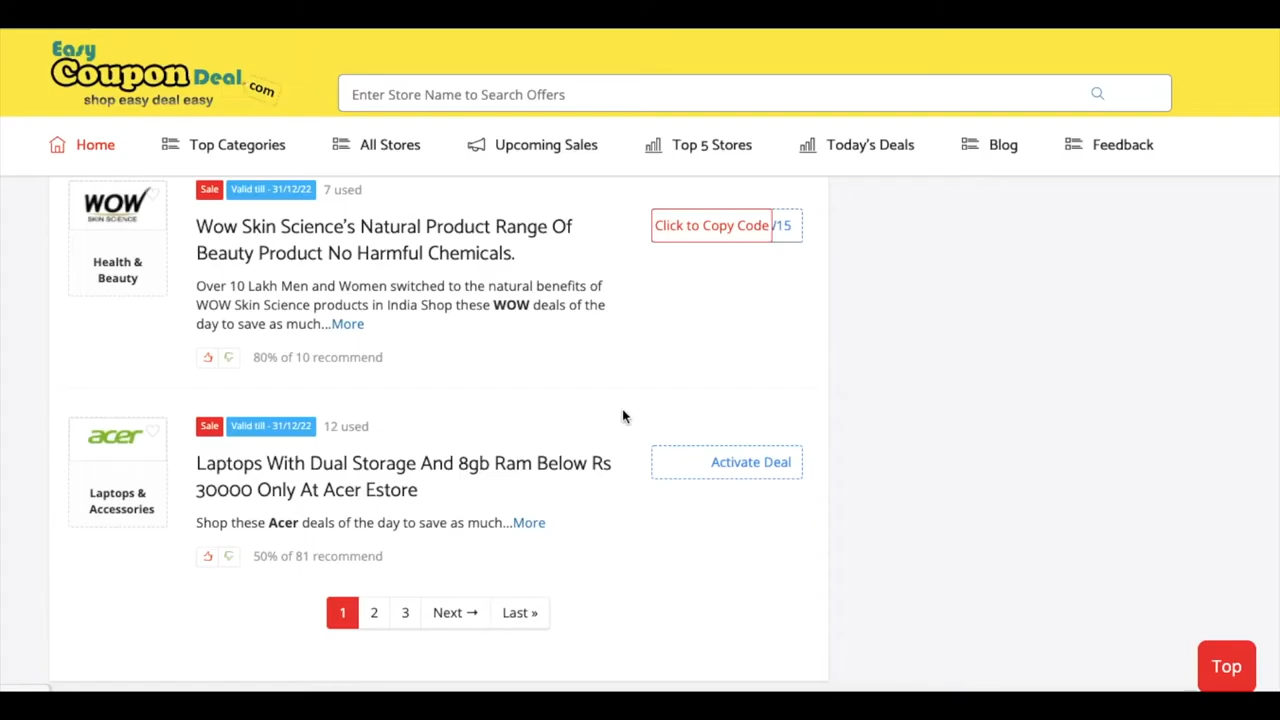 Easy
Coupon Deal.com
shop easy deal easy
Enter Store Name to Search Offers
Home Top Categories All Stores Upcoming Sales Top 5 Stores Today's Deals Blog Feedback
WOW
SKIN SCIENCE
Health &
Beauty
Sale Valid till - 31/12/22 7 used
Wow Skin Science's Natural Product Range Of
Beauty Product No Harmful Chemicals.
Over 10 Lakh Men and Women switched to the natural benefits of
WOW Skin Science products in India Shop these WOW deals of the
day to save as much...More
80% of 10 recommend
Click to Copy Code /15
acer
Laptops &
Accessories
Sale Valid till - 31/12/22 12 used
Laptops With Dual Storage And 8gb Ram Below Rs
30000 Only At Acer Estore
Shop these Acer deals of the day to save as much...More
50% of 81 recommend
Activate Deal
1 2 3 Next → Last »
Top